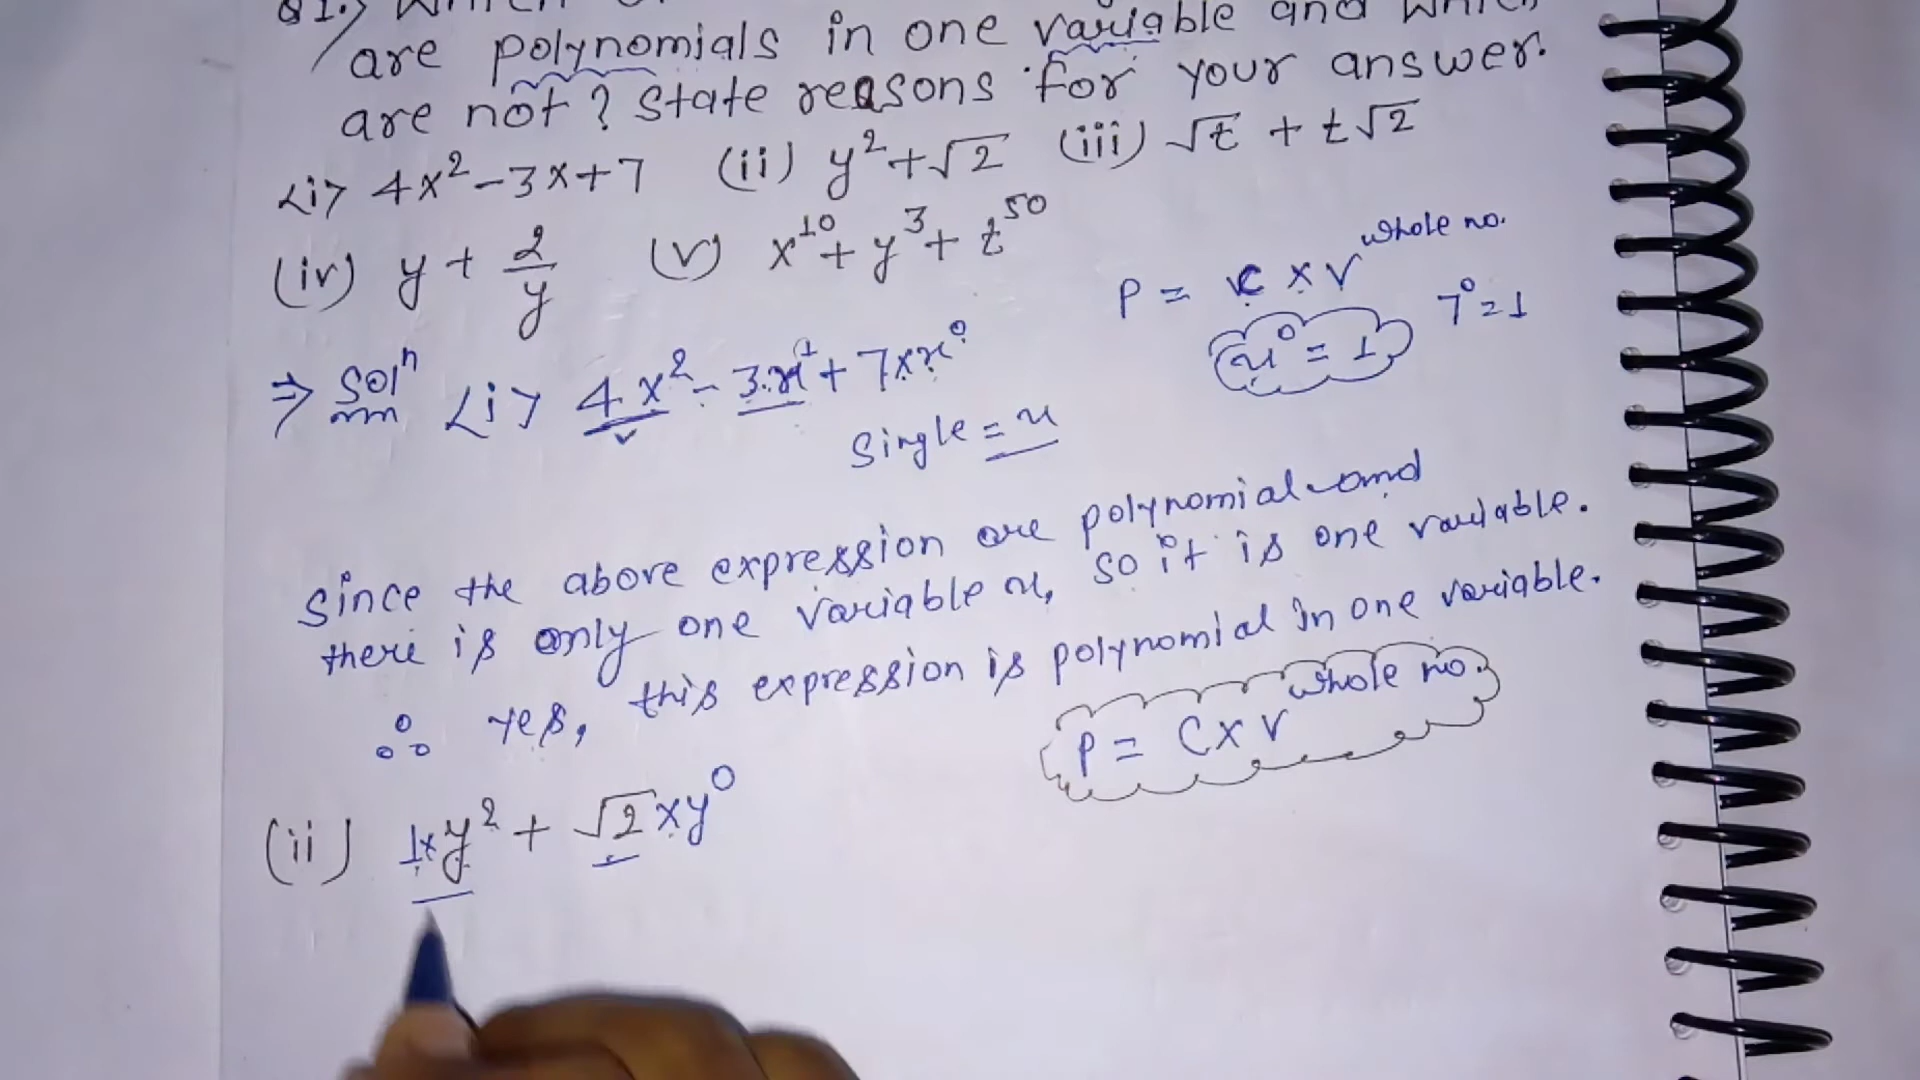 Q1.> Which
are polynomials in one variable and which
are not? State reasons for your answer.
<i> 4x²-3x+7 (ii) y²+√2 (iii) √t + t√2
(iv) y + 2/y (v) x¹⁰ + y³ + t⁵⁰
P = C × V^whole no.
x⁰ = 1 7⁰=1
⇒ Solⁿ <i> 4x² - 3x¹ + 7×x⁰
Single = x
Since the above expression are polynomial and
there is only one variable x, so it is one variable.
∴ Yes, this expression is polynomial in one variable.
P = C×V^whole no.
(ii) 1×y² + √2×y⁰